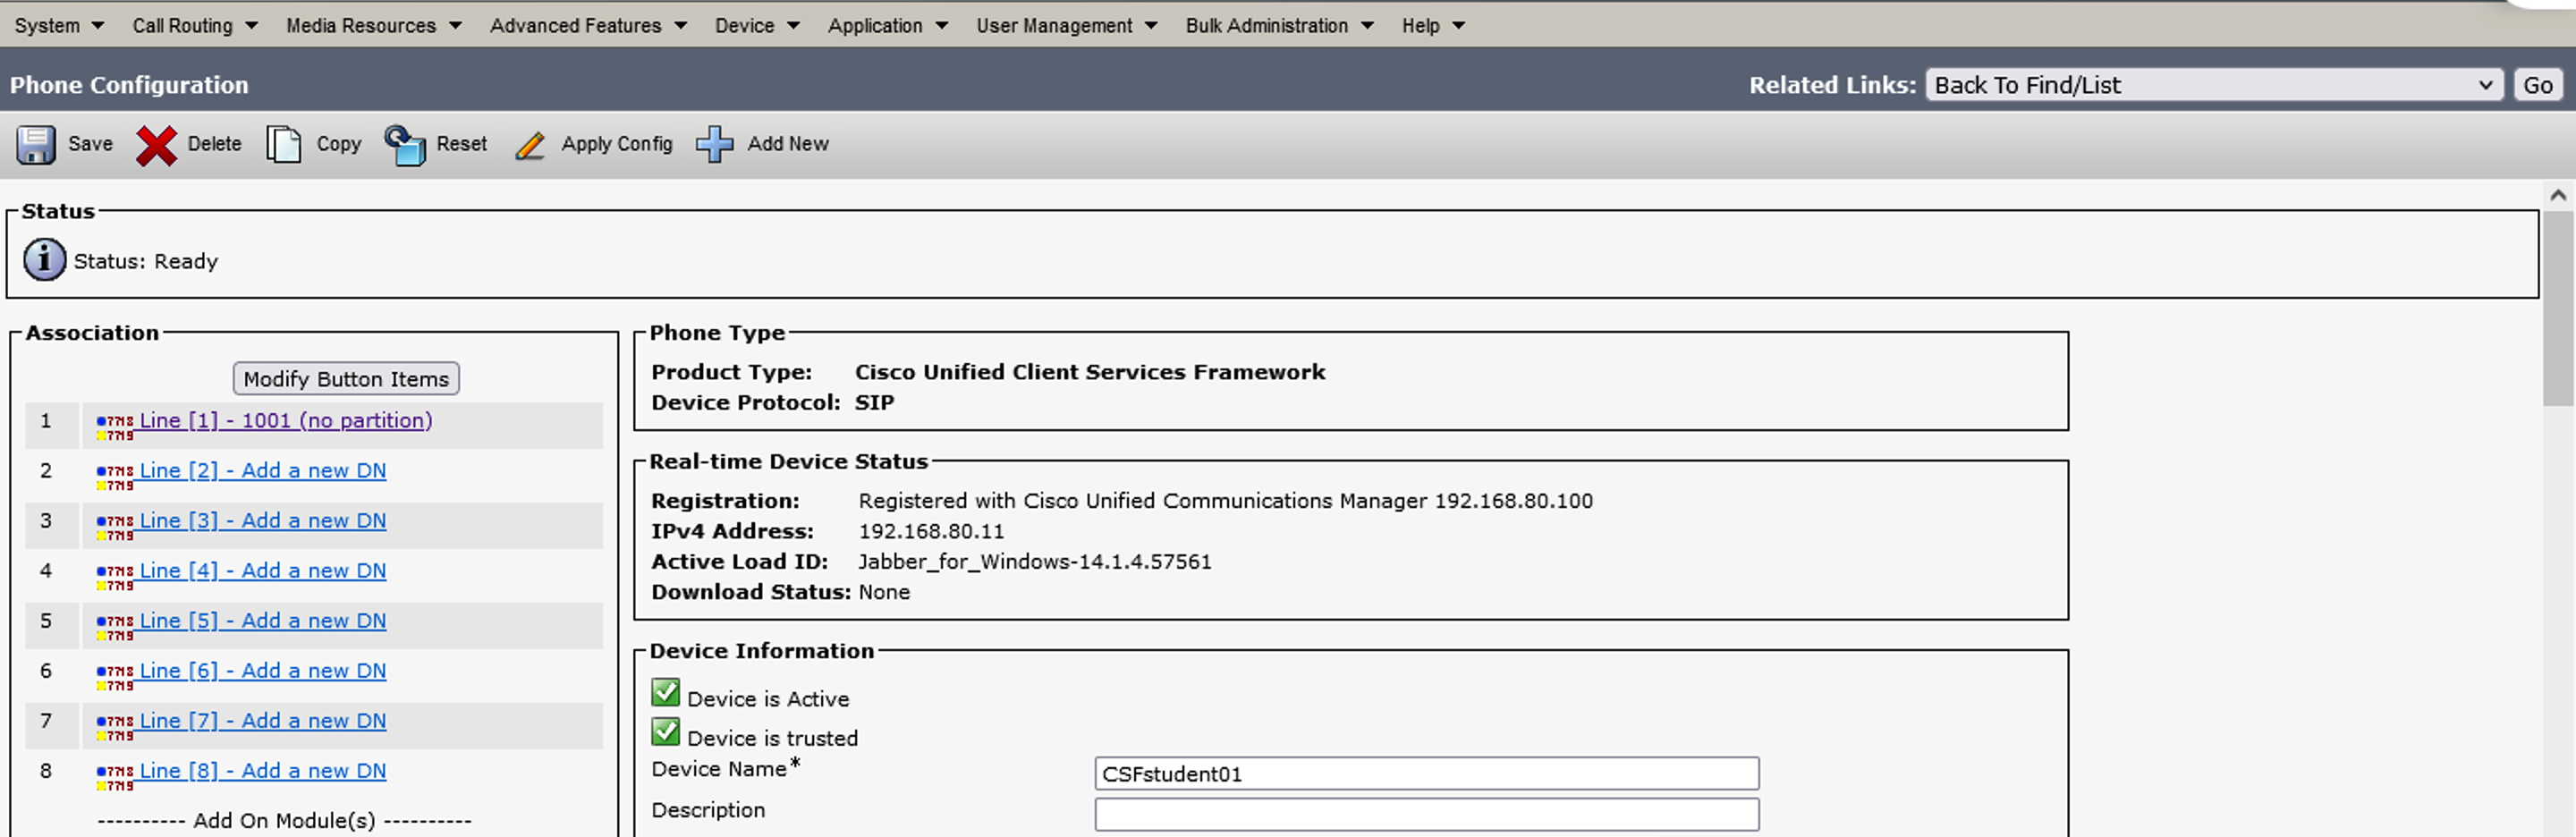 System Call Routing Media Resources Advanced Features Device Application User Management Bulk Administration Help
Phone Configuration
Related Links: Back To Find/List Go
Save Delete Copy Reset Apply Config Add New
Status
Status: Ready
Association
Modify Button Items
1 Line [1] - 1001 (no partition)
2 Line [2] - Add a new DN
3 Line [3] - Add a new DN
4 Line [4] - Add a new DN
5 Line [5] - Add a new DN
6 Line [6] - Add a new DN
7 Line [7] - Add a new DN
8 Line [8] - Add a new DN
---------- Add On Module(s) ----------
Phone Type
Product Type: Cisco Unified Client Services Framework
Device Protocol: SIP
Real-time Device Status
Registration: Registered with Cisco Unified Communications Manager 192.168.80.100
IPv4 Address: 192.168.80.11
Active Load ID: Jabber_for_Windows-14.1.4.57561
Download Status: None
Device Information
Device is Active
Device is trusted
Device Name* CSFstudent01
Description